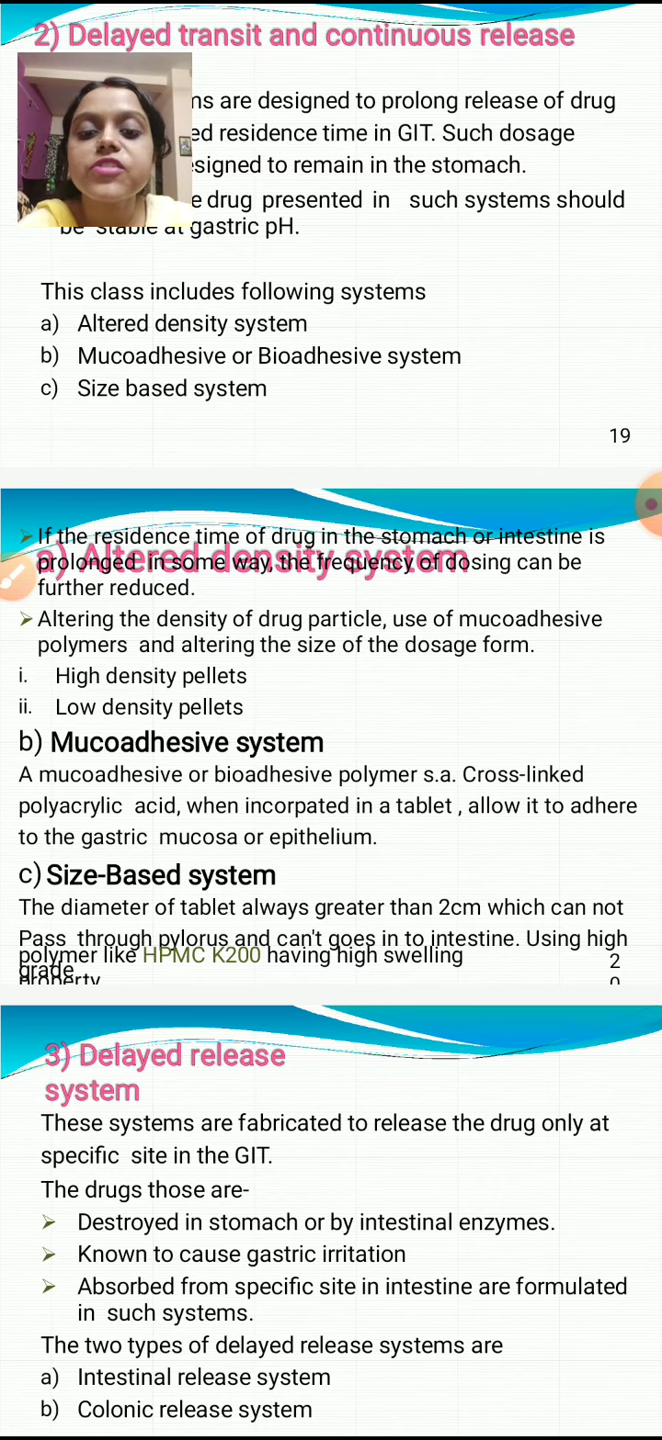 2) Delayed transit and continuous release
are designed to prolong release of drug
residence time in GIT. Such dosage
to remain in the stomach.
drug presented in such systems should
be stable at gastric pH.
This class includes following systems
a) Altered density system
b) Mucoadhesive or Bioadhesive system
c) Size based system
19
a) Altered density system
➢ If the residence time of drug in the stomach or intestine is
prolonged in some way, the frequency of dosing can be
further reduced.
➢ Altering the density of drug particle, use of mucoadhesive
polymers and altering the size of the dosage form.
i. High density pellets
ii. Low density pellets
b) Mucoadhesive system
A mucoadhesive or bioadhesive polymer s.a. Cross-linked
polyacrylic acid, when incorpated in a tablet , allow it to adhere
to the gastric mucosa or epithelium.
c) Size-Based system
The diameter of tablet always greater than 2cm which can not
Pass through pylorus and can't goes in to intestine. Using high
grade
polymer like HPMC K200 having high swelling
property
20
3) Delayed release
system
These systems are fabricated to release the drug only at
specific site in the GIT.
The drugs those are-
➢ Destroyed in stomach or by intestinal enzymes.
➢ Known to cause gastric irritation
➢ Absorbed from specific site in intestine are formulated
in such systems.
The two types of delayed release systems are
a) Intestinal release system
b) Colonic release system